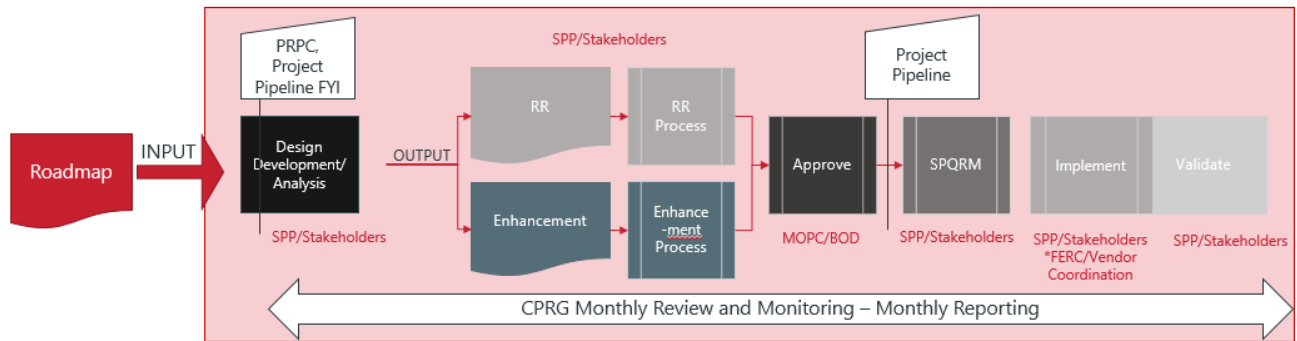 Roadmap
INPUT
PRPC,
Project
Pipeline FYI
Design
Development/
Analysis
SPP/Stakeholders
OUTPUT
SPP/Stakeholders
RR
RR
Process
Enhancement
Enhance
-ment
Process
Approve
MOPC/BOD
Project
Pipeline
SPQRM
SPP/Stakeholders
Implement
SPP/Stakeholders
*FERC/Vendor
Coordination
Validate
SPP/Stakeholders
CPRG Monthly Review and Monitoring – Monthly Reporting